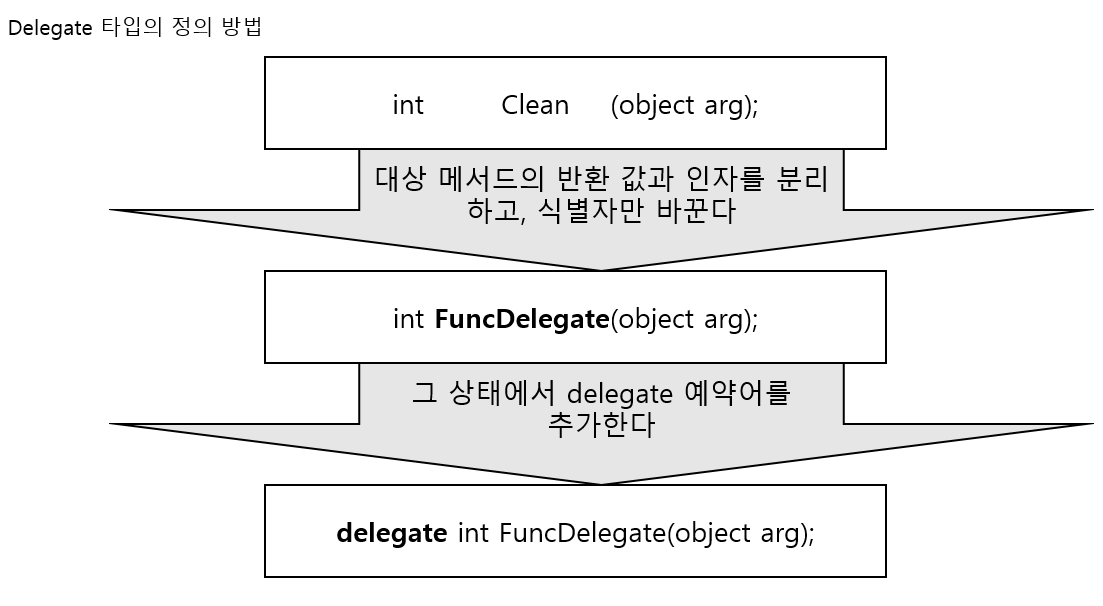 Delegate 타입의 정의 방법
int Clean (object arg);
대상 메서드의 반환 값과 인자를 분리
하고, 식별자만 바꾼다
int FuncDelegate(object arg);
그 상태에서 delegate 예약어를
추가한다
delegate int FuncDelegate(object arg);